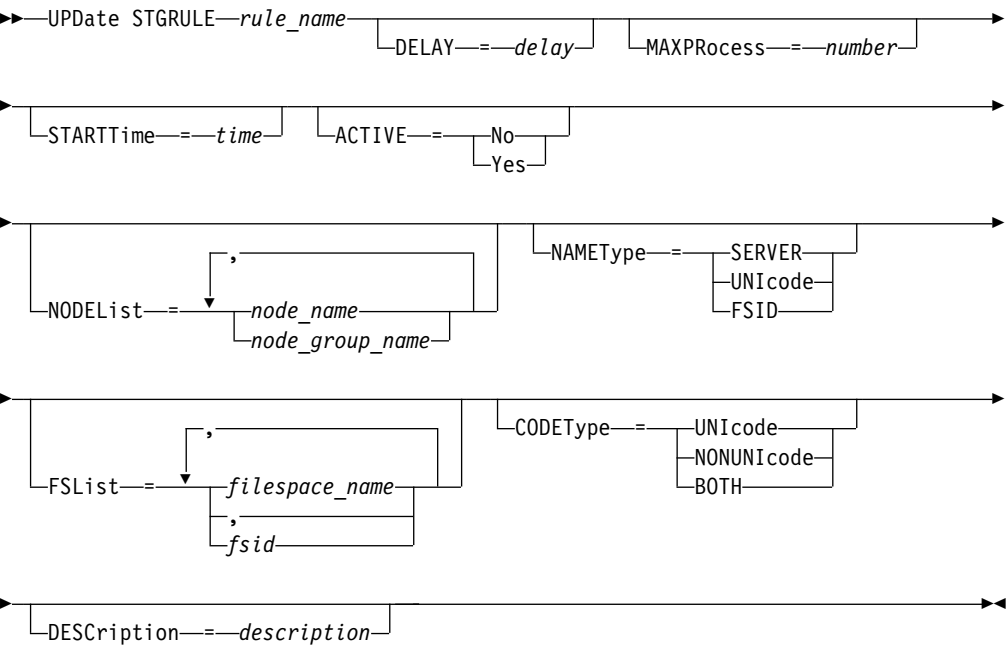 UPDate STGRULE rule_name
DELAY = delay
MAXPRocess = number
STARTTime = time
ACTIVE = No
Yes
,
NODEList = node_name
node_group_name
NAMEType = SERVER
UNIcode
FSID
,
FSList = filespace_name
,
fsid
CODEType = UNIcode
NONUNIcode
BOTH
DESCription = description